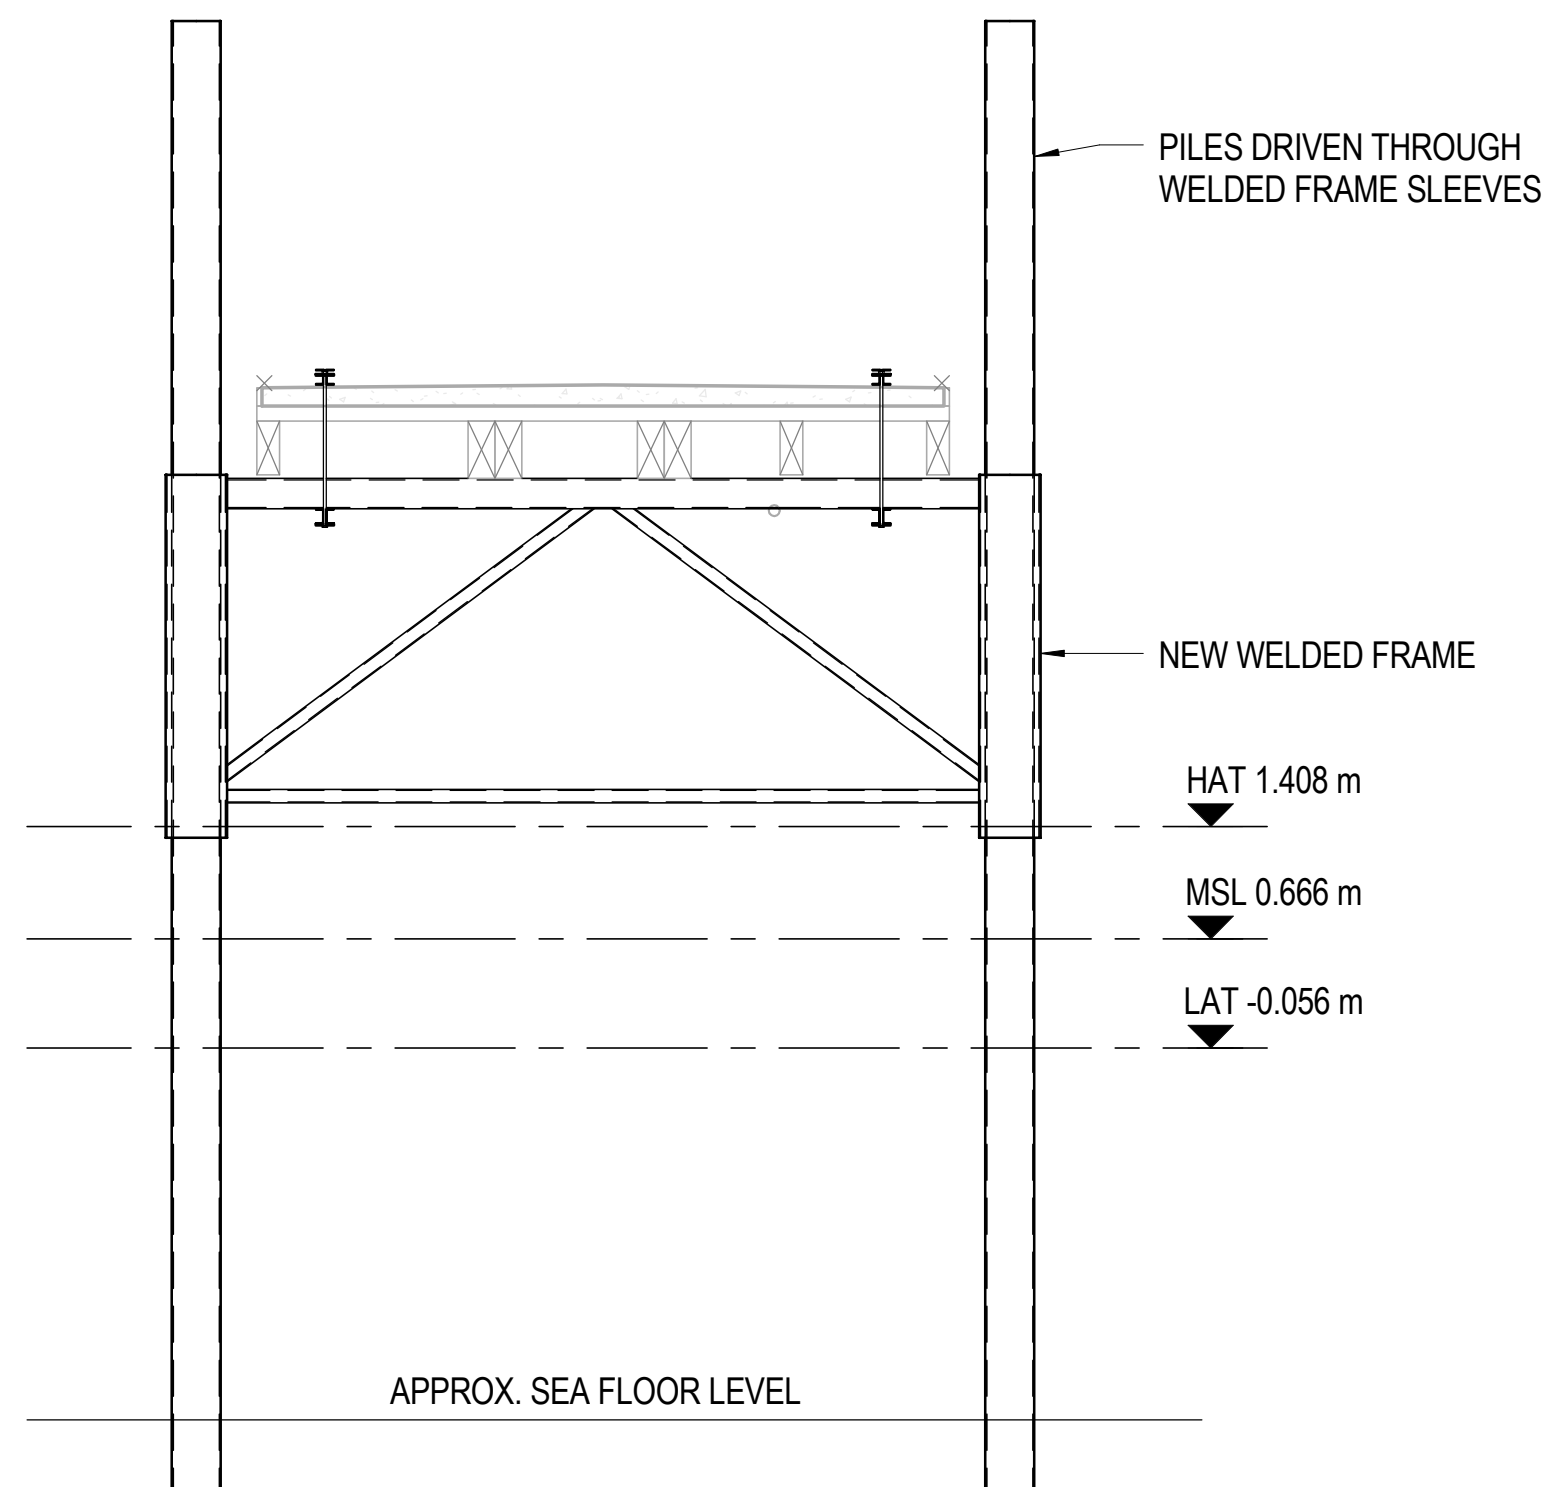 PILES DRIVEN THROUGH
WELDED FRAME SLEEVES
NEW WELDED FRAME
HAT 1.408 m
MSL 0.666 m
LAT -0.056 m
APPROX. SEA FLOOR LEVEL